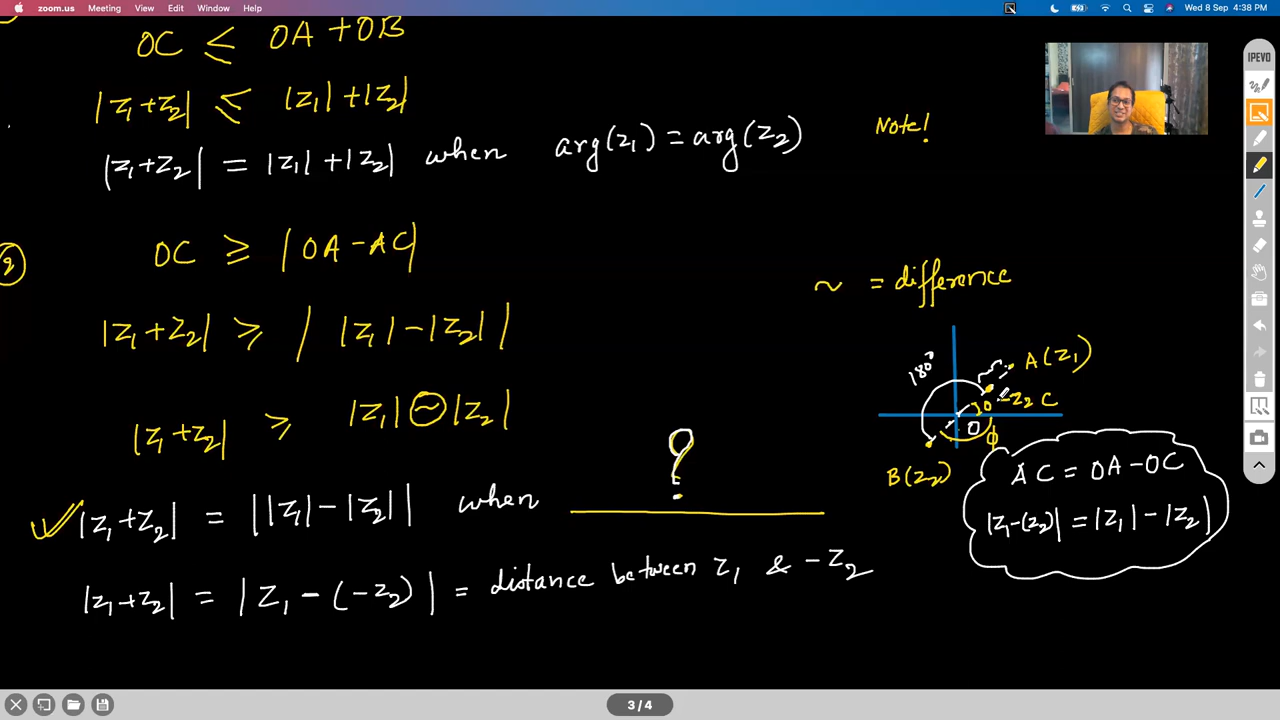 zoom.us Meeting View Edit Window Help Wed 8 Sep 4:38 PM
IPEVO
OC ≤ OA + OB
|z₁+z₂| ≤ |z₁|+|z₂|
|z₁+z₂| = |z₁|+|z₂| when arg(z₁) = arg(z₂)
Note!
2
OC ≥ |OA-AC|
~ = difference
|z₁+z₂| ≥ | |z₁|-|z₂| |
180°
A(z₁)
-z₂ C
θ
O
ϕ
B(z₂)
|z₁+z₂| ≥ |z₁| ~ |z₂|
AC = OA-OC
|z₁-(z₂)| = |z₁| - |z₂|
|z₁+z₂| = ||z₁|-|z₂|| when ?
|z₁+z₂| = |z₁-(-z₂)| = distance between z₁ & -z₂
3/4